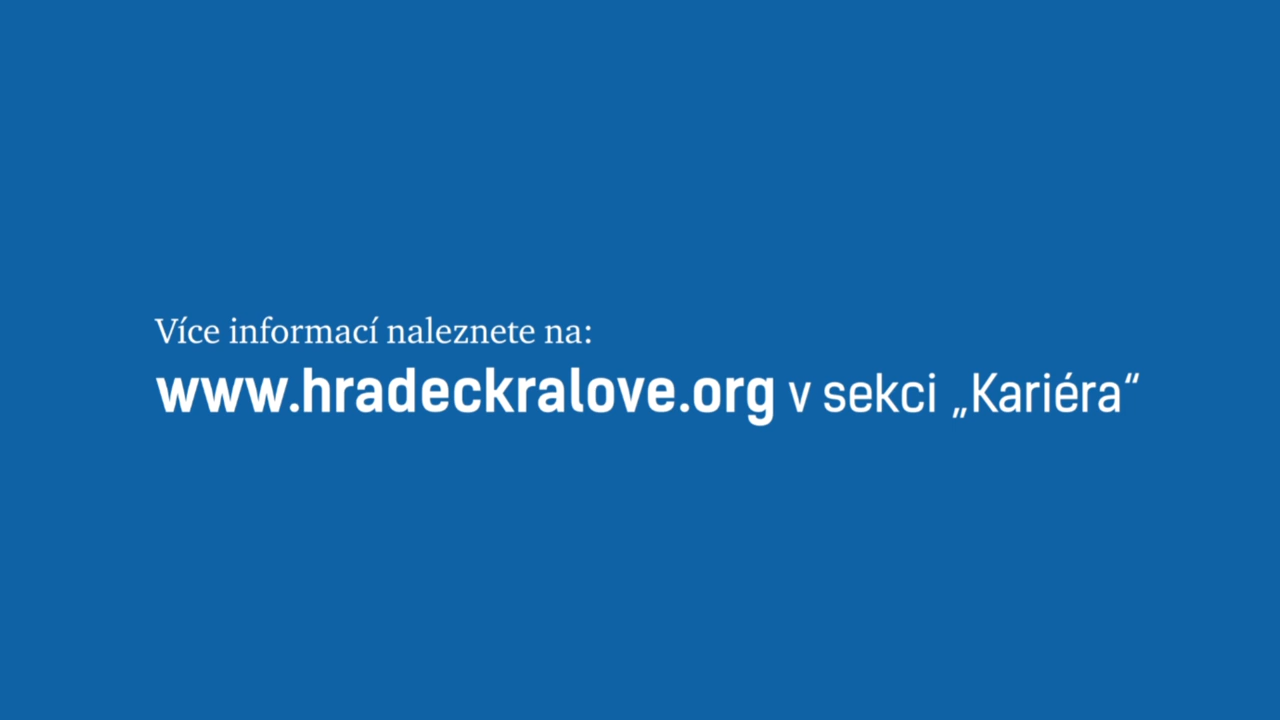 Více informací naleznete na:
www.hradeckralove.org v sekci „Kariéra“